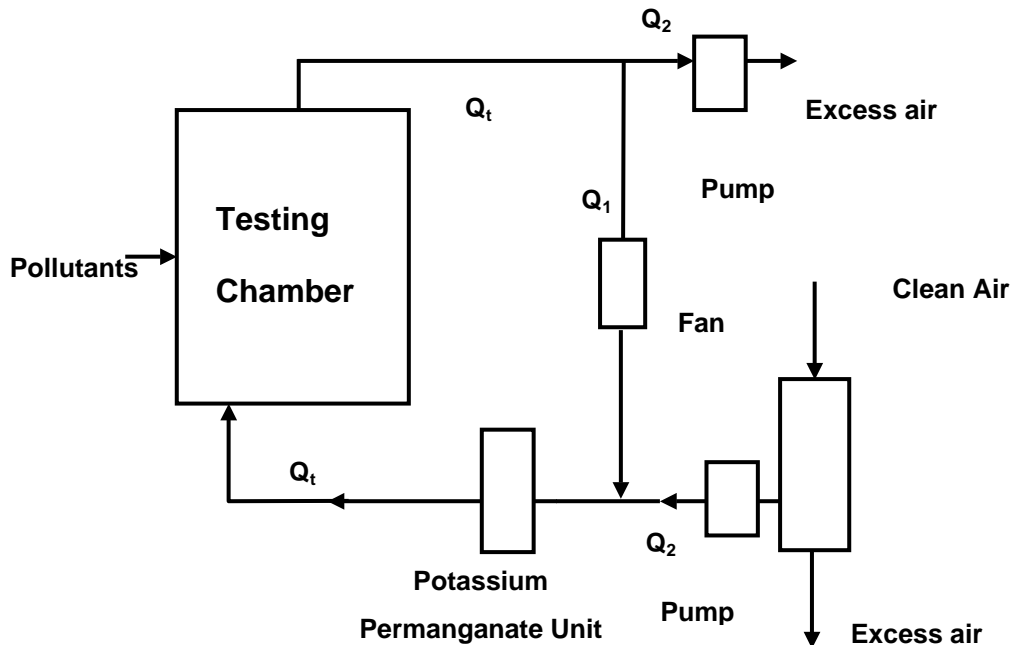 Q₂
Qₜ
Excess air
Pump
Q₁
Testing
Chamber
Pollutants
Clean Air
Fan
Qₜ
Q₂
Potassium
Permanganate Unit
Pump
Excess air